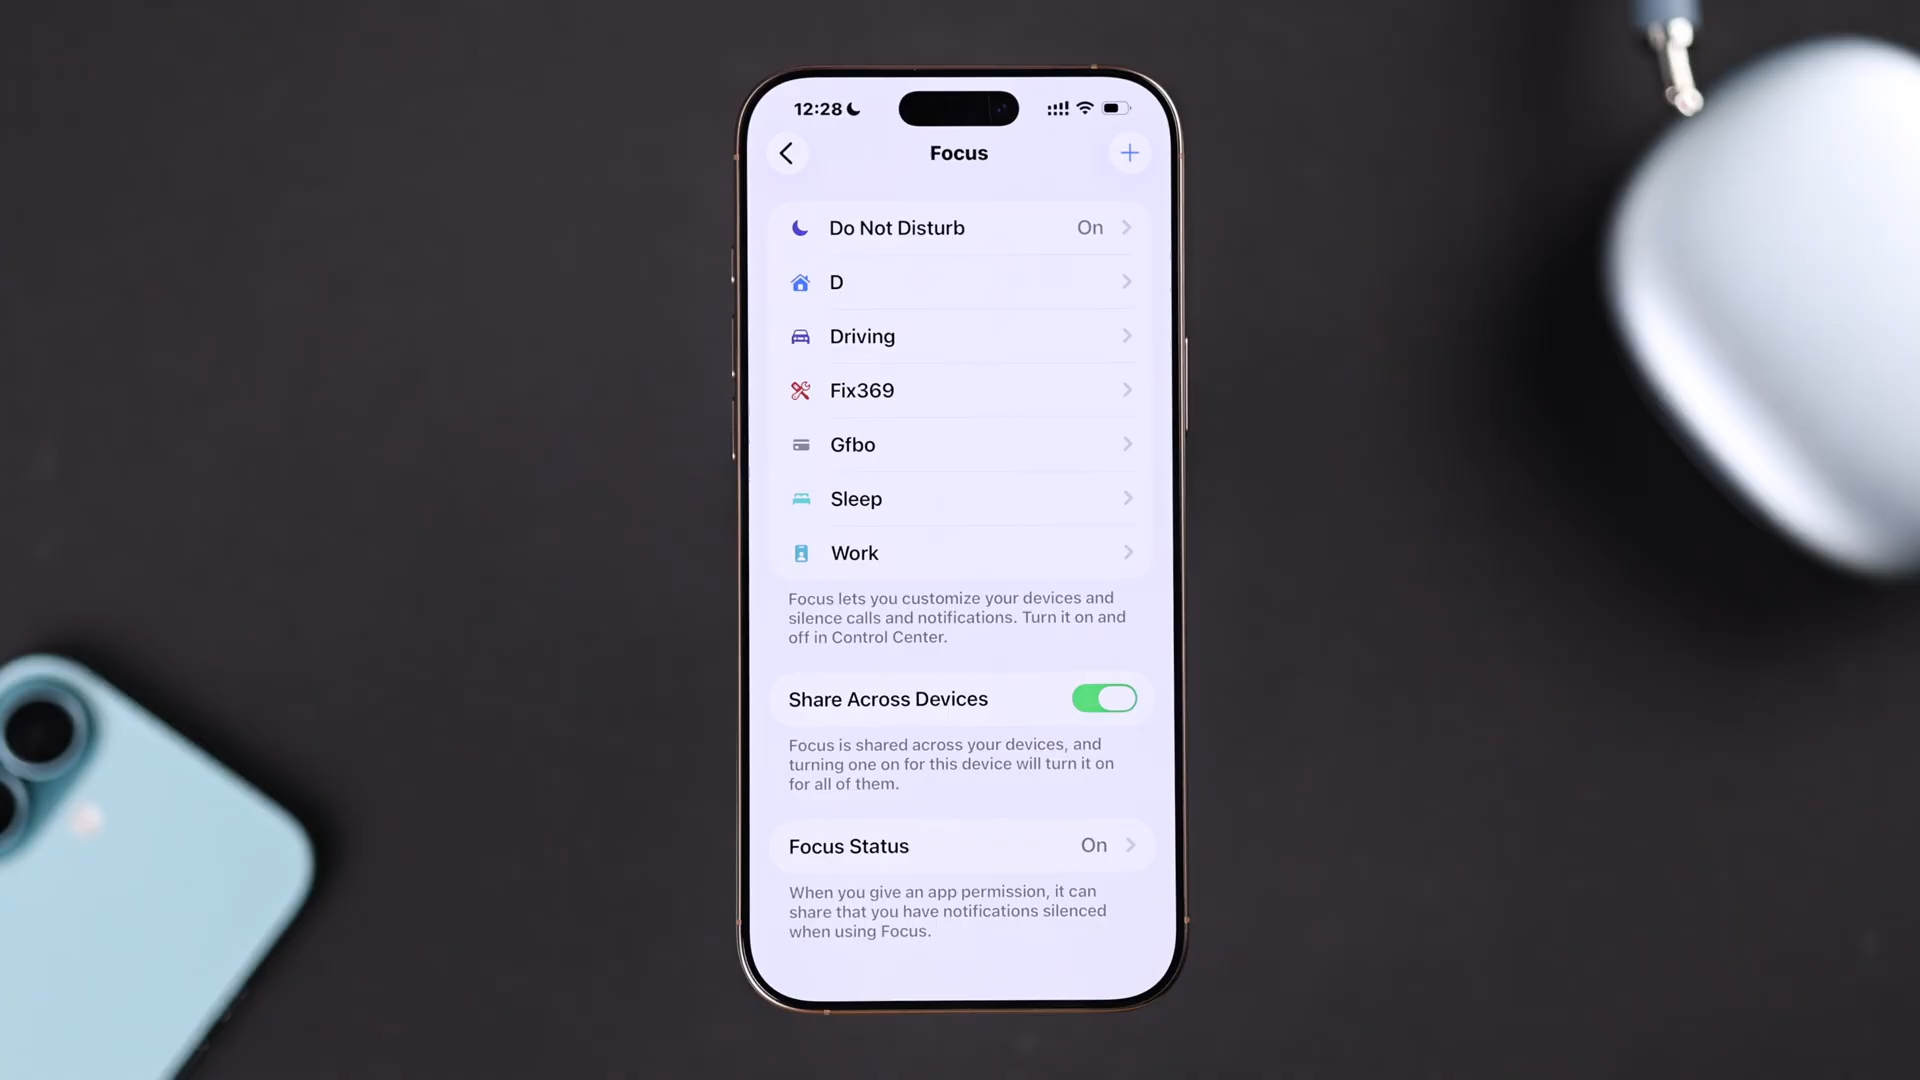 12:28
Focus
Do Not Disturb On
D
Driving
Fix369
Gfbo
Sleep
Work
Focus lets you customize your devices and
silence calls and notifications. Turn it on and
off in Control Center.
Share Across Devices
Focus is shared across your devices, and
turning one on for this device will turn it on
for all of them.
Focus Status On
When you give an app permission, it can
share that you have notifications silenced
when using Focus.